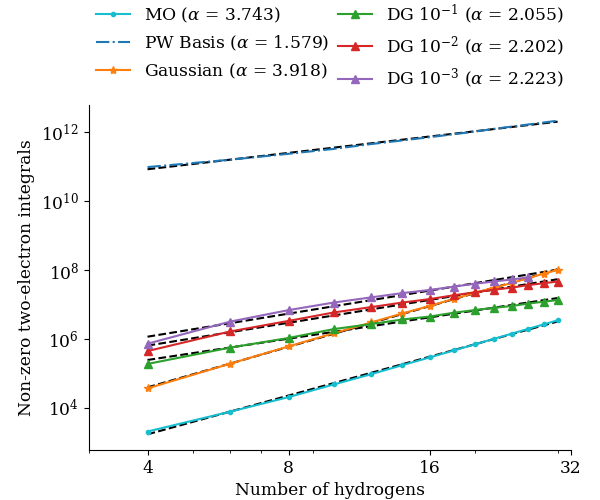 MO (α = 3.743)
PW Basis (α = 1.579)
Gaussian (α = 3.918)
DG 10⁻¹ (α = 2.055)
DG 10⁻² (α = 2.202)
DG 10⁻³ (α = 2.223)
Non-zero two-electron integrals
10¹²
10¹⁰
10⁸
10⁶
10⁴
4 8 16 32
Number of hydrogens